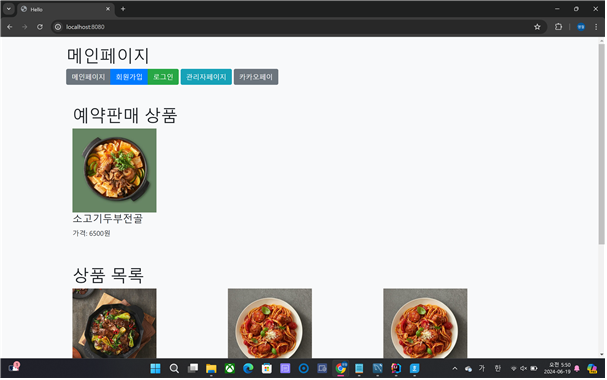 Hello
localhost:8080
메인페이지
메인페이지 회원가입 로그인 관리자페이지 카카오페이
예약판매 상품
소고기두부전골
가격: 6500원
상품 목록
가 한
오전 5:50
2024-06-19